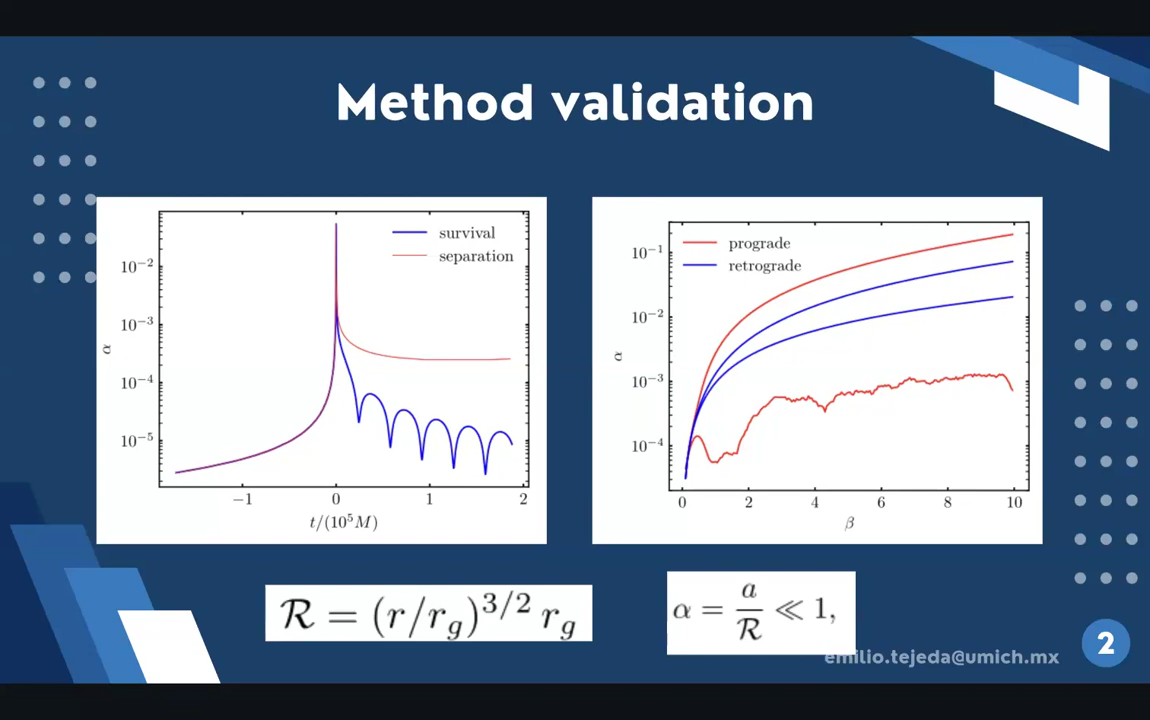 Method validation
survival
separation
10⁻²
10⁻³
10⁻⁴
10⁻⁵
α
−1
0
1
2
t/(10⁵M)
prograde
retrograde
10⁻¹
10⁻²
10⁻³
10⁻⁴
α
0
2
4
6
8
10
β
ℛ = (r/r_g)^{3/2} r_g
α = a/ℛ ≪ 1,
emilio.tejeda@umich.mx
2